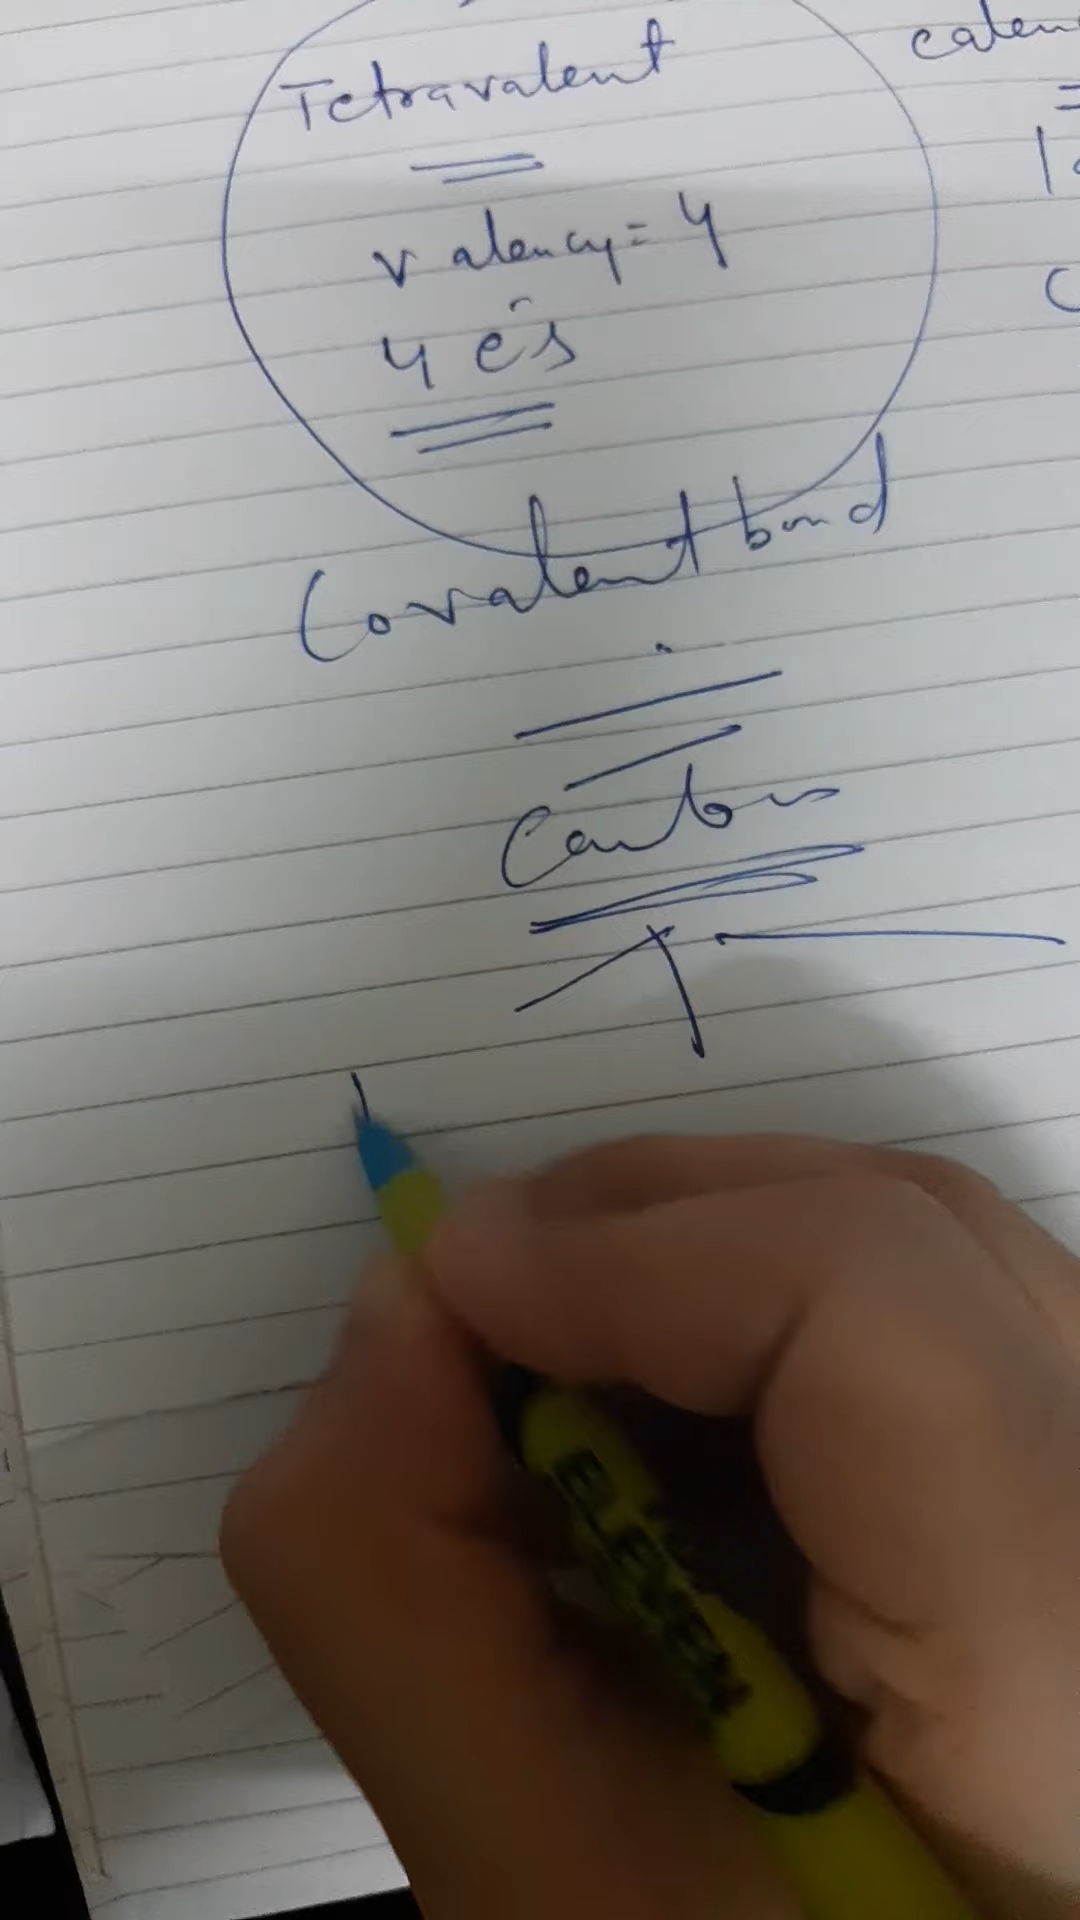 Tetravalent
valency = 4
4 e⁻s
Covalent bond
Carbon